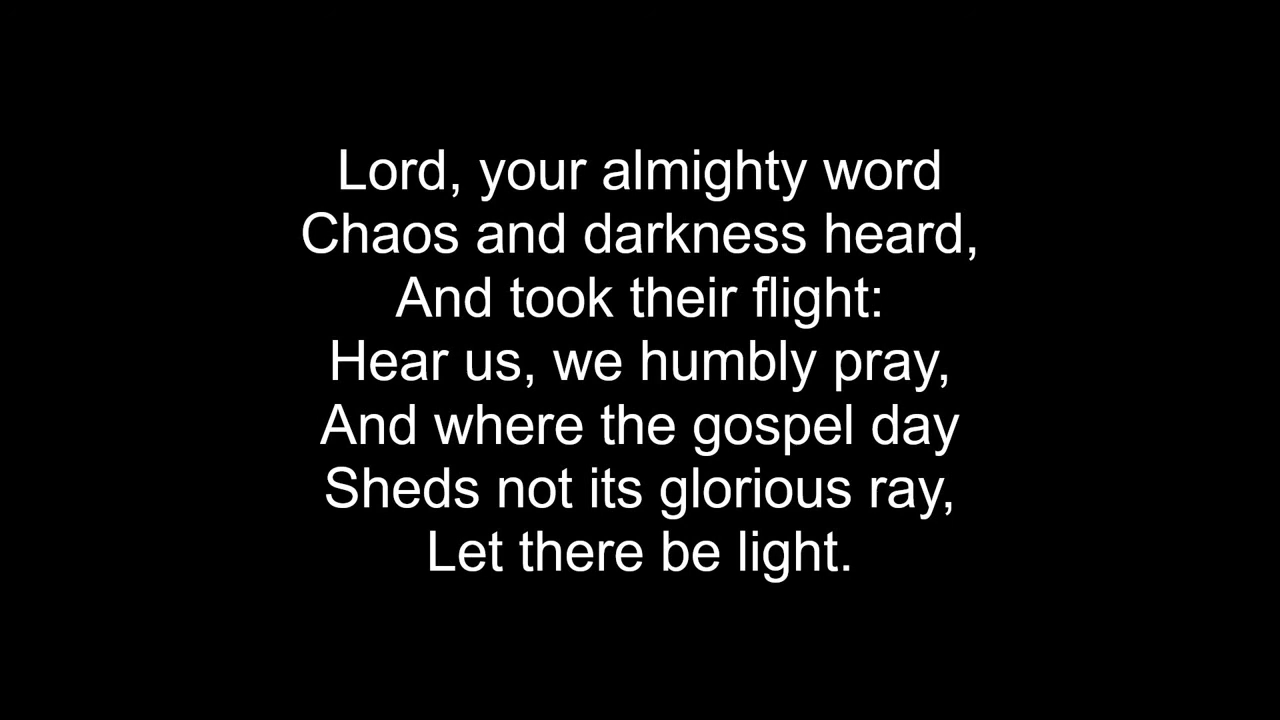 Lord, your almighty word
Chaos and darkness heard,
And took their flight:
Hear us, we humbly pray,
And where the gospel day
Sheds not its glorious ray,
Let there be light.